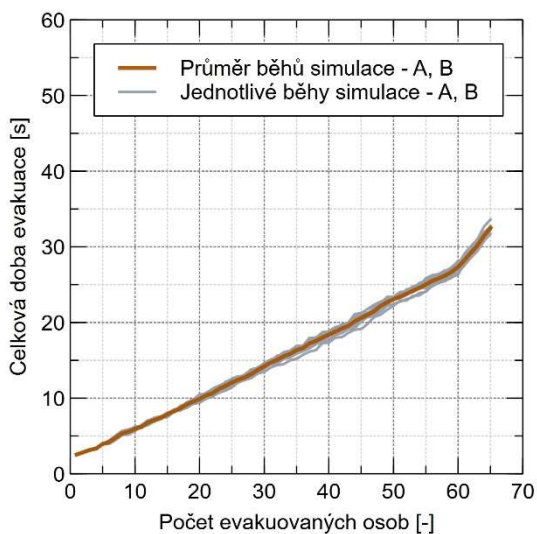 60
50
40
30
20
10
0
Celková doba evakuace [s]
Průměr běhů simulace - A, B
Jednotlivé běhy simulace - A, B
0 10 20 30 40 50 60 70
Počet evakuovaných osob [-]